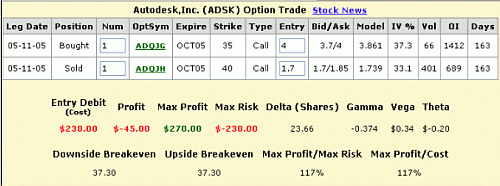 Autodesk,Inc. (ADSK) Option Trade Stock News
Leg Date Position Num OptSym Expire Strike Type Entry Bid/Ask Model IV % Vol OI Days
05-11-05 Bought 1 ADQJG OCT05 35 Call 4 3.7/4 3.861 37.3 66 1412 163
05-11-05 Sold 1 ADQJH OCT05 40 Call 1.7 1.7/1.85 1.739 33.1 401 689 163
Entry Debit Profit Max Profit Max Risk Delta (Shares) Gamma Vega Theta
(Cost)
$230.00 $-45.00 $270.00 $-230.00 23.66 -0.374 $0.34 $-0.20
Downside Breakeven Upside Breakeven Max Profit/Max Risk Max Profit/Cost
37.30 37.30 117% 117%